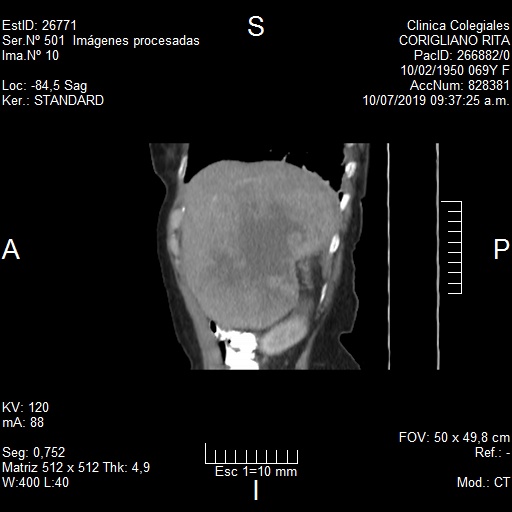 EstID: 26771
Ser.Nº 501 Imágenes procesadas
Ima.Nº 10
Loc: -84,5 Sag
Ker.: STANDARD
S
Clinica Colegiales
CORIGLIANO RITA
PacID: 266882/0
10/02/1950 069Y F
AccNum: 828381
10/07/2019 09:37:25 a.m.
A
P
KV: 120
mA: 88
Seg: 0,752
Matriz 512 x 512 Thk: 4,9
W:400 L:40
Esc 1=10 mm
I
FOV: 50 x 49,8 cm
Ref.: -
Mod.: CT